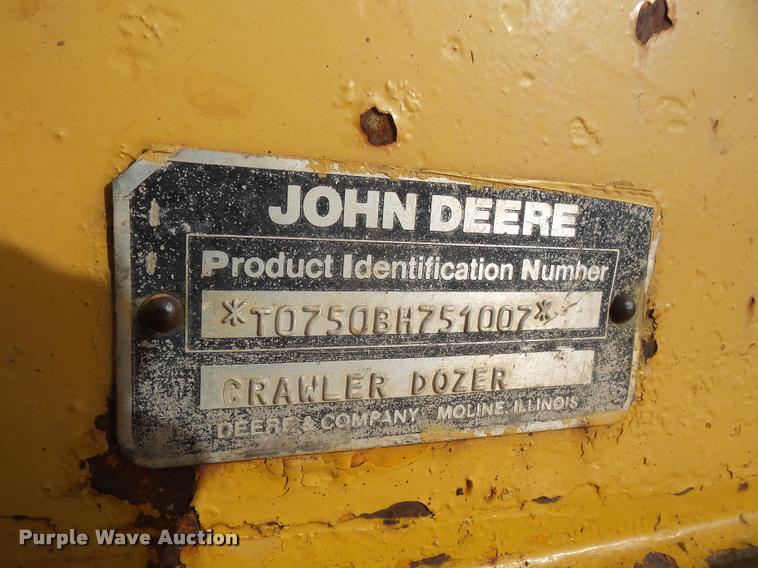 JOHN DEERE
Product Identification Number
*T0750BH751007*
CRAWLER DOZER
DEERE & COMPANY MOLINE, ILLINOIS
Purple Wave Auction